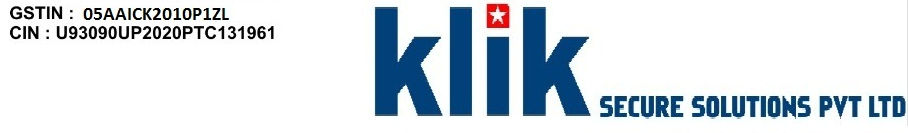 GSTIN : 05AAICK2010P1ZL
CIN : U93090UP2020PTC131961
klik
SECURE SOLUTIONS PVT LTD